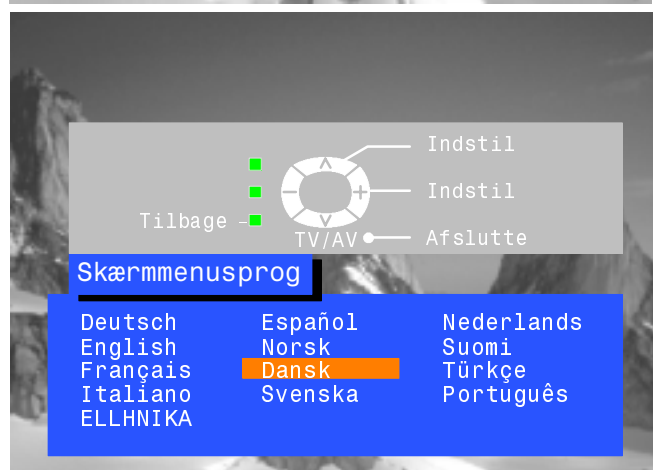 Indstil
Indstil
Tilbage
TV/AV Afslutte
Skærmmenusprog
Deutsch Español Nederlands
English Norsk Suomi
Français Dansk Türkçe
Italiano Svenska Português
ELLHNIKA